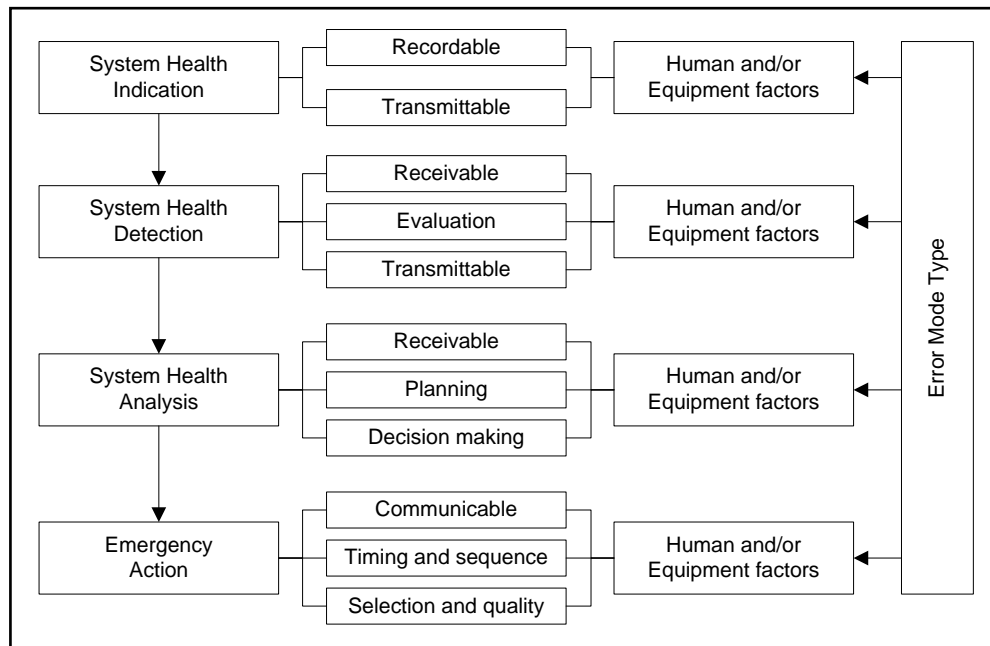 System Health
Indication
Recordable
Transmittable
Human and/or
Equipment factors
System Health
Detection
Receivable
Evaluation
Transmittable
Human and/or
Equipment factors
System Health
Analysis
Receivable
Planning
Decision making
Human and/or
Equipment factors
Emergency
Action
Communicable
Timing and sequence
Selection and quality
Human and/or
Equipment factors
Error Mode Type